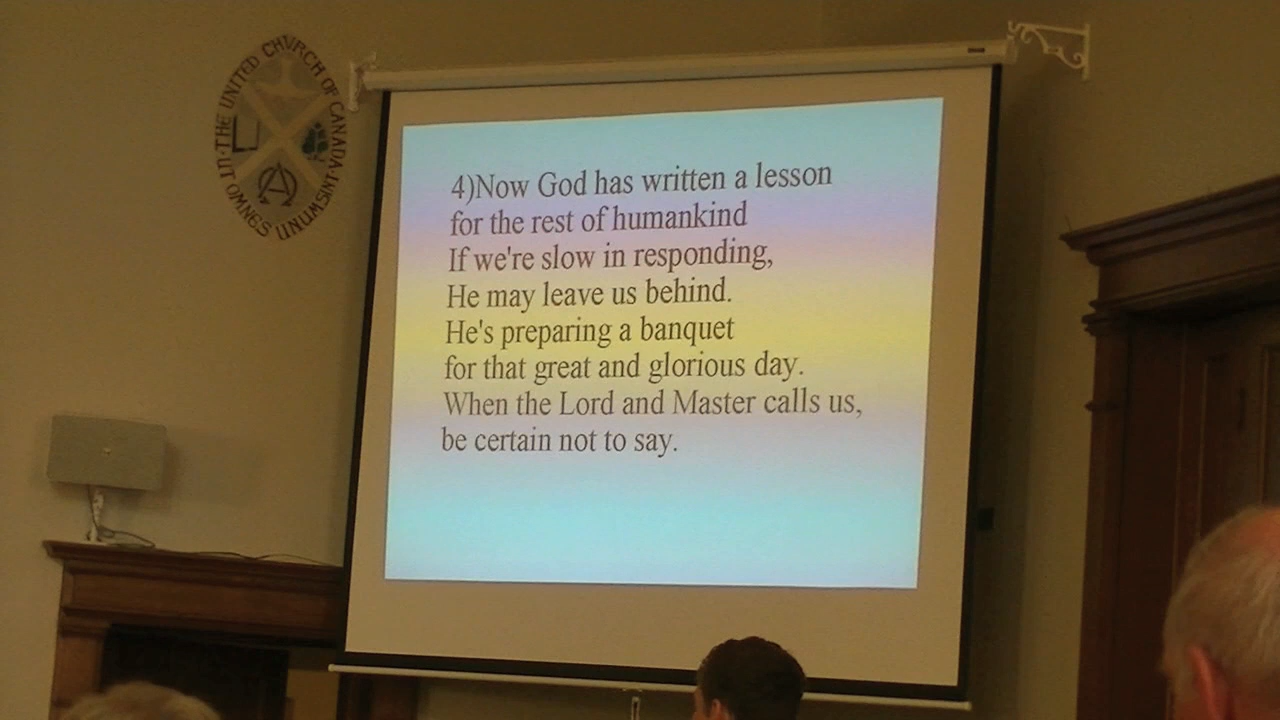 THE UNITED CHURCH OF CANADA
UT OMNES UNUM SINT
4)Now God has written a lesson
for the rest of humankind
If we're slow in responding,
He may leave us behind.
He's preparing a banquet
for that great and glorious day.
When the Lord and Master calls us,
be certain not to say.